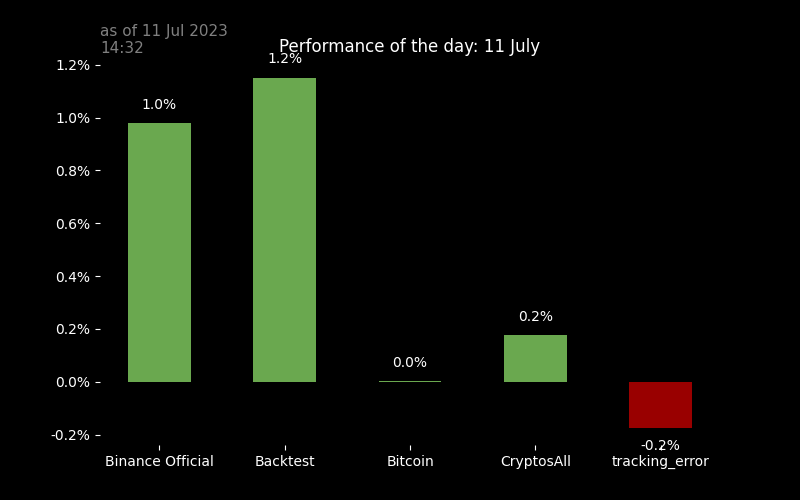 as of 11 Jul 2023
14:32
Performance of the day: 11 July
1.2%
1.0%
0.8%
0.6%
0.4%
0.2%
0.0%
-0.2%
1.0%
1.2%
0.0%
0.2%
-0.2%
Binance Official
Backtest
Bitcoin
CryptosAll
tracking_error